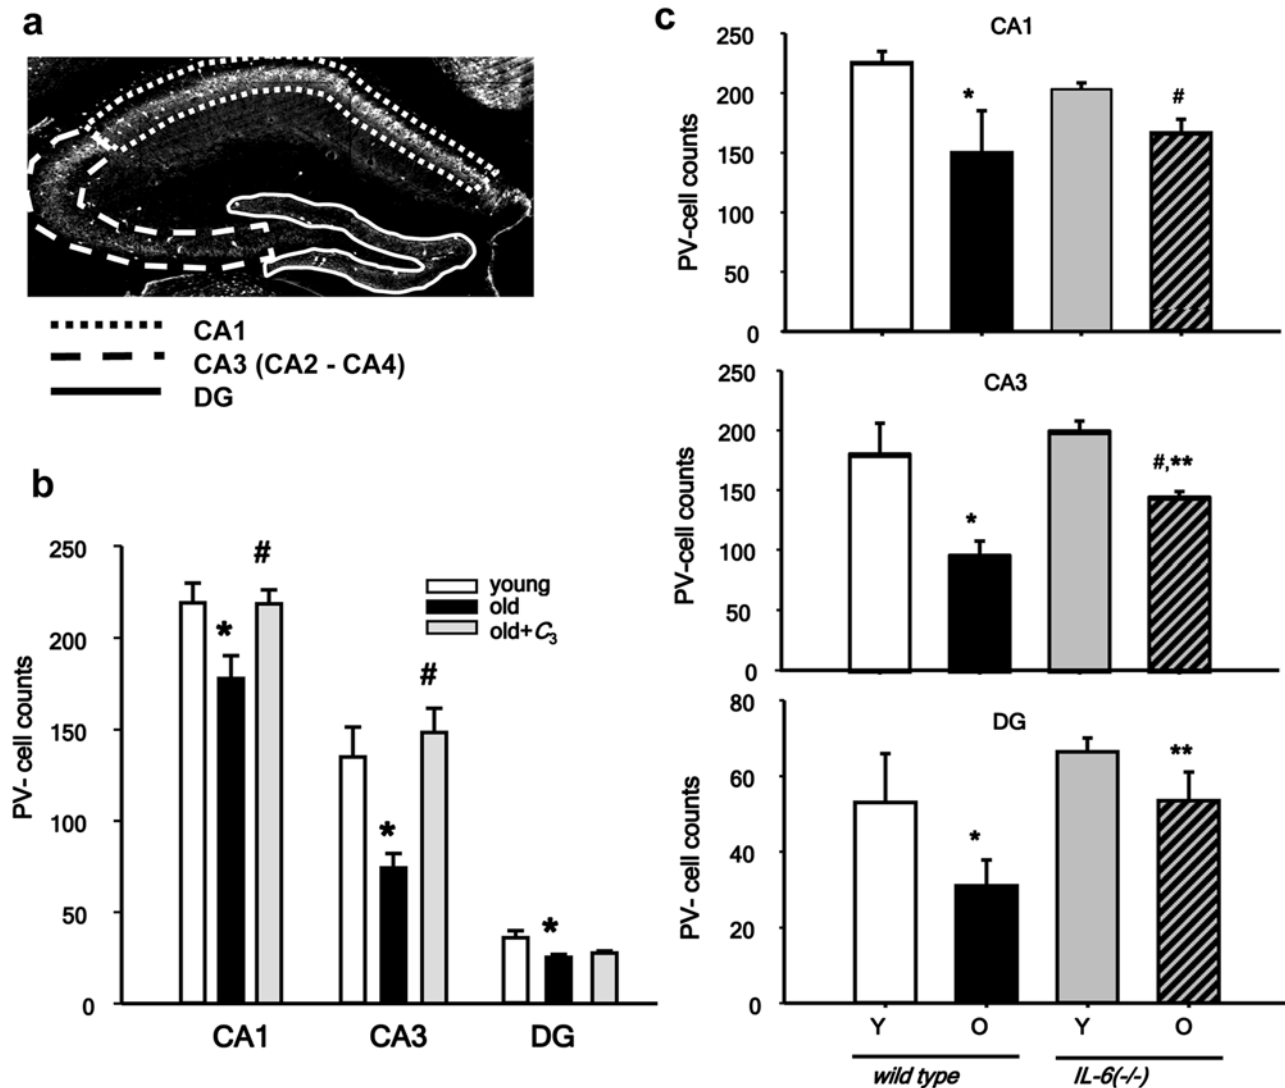 a
CA1
CA3 (CA2 - CA4)
DG
b
250
200
150
100
50
0
PV- cell counts
young
old
old+C3
*
#
*
#
*
CA1
CA3
DG
c
CA1
250
200
150
100
50
0
PV-cell counts
*
#
CA3
250
200
150
100
50
0
PV-cell counts
*
#,**
DG
80
60
40
20
0
PV- cell counts
*
**
Y O Y O
wild type IL-6(-/-)